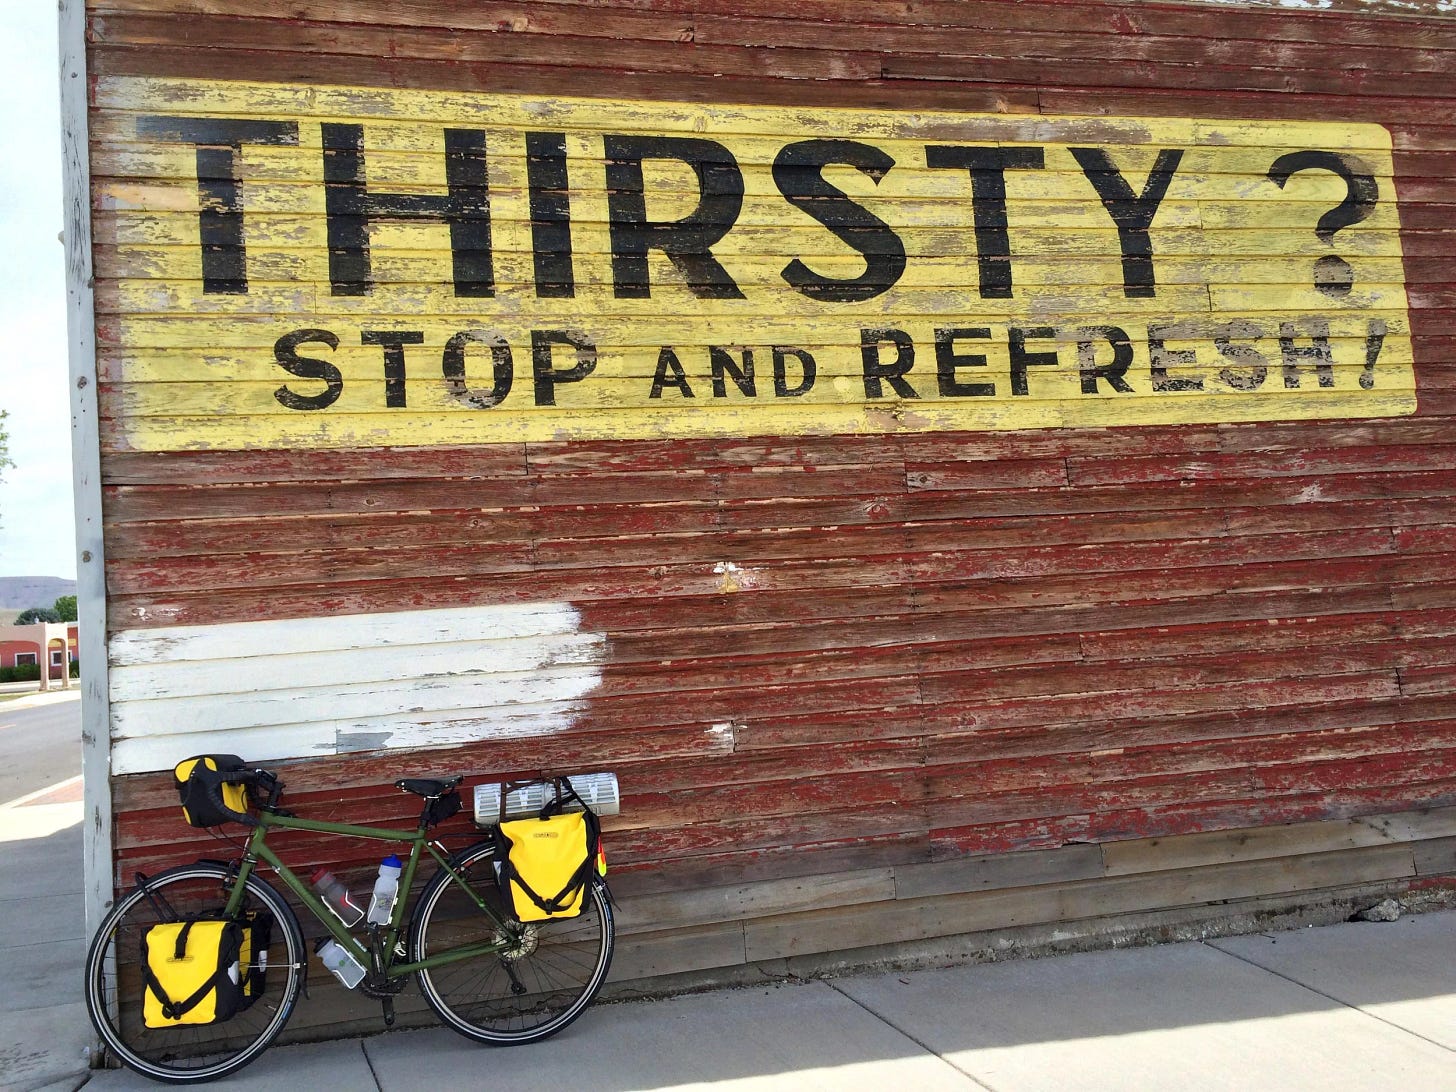 THIRSTY ?
STOP AND REFRESH!